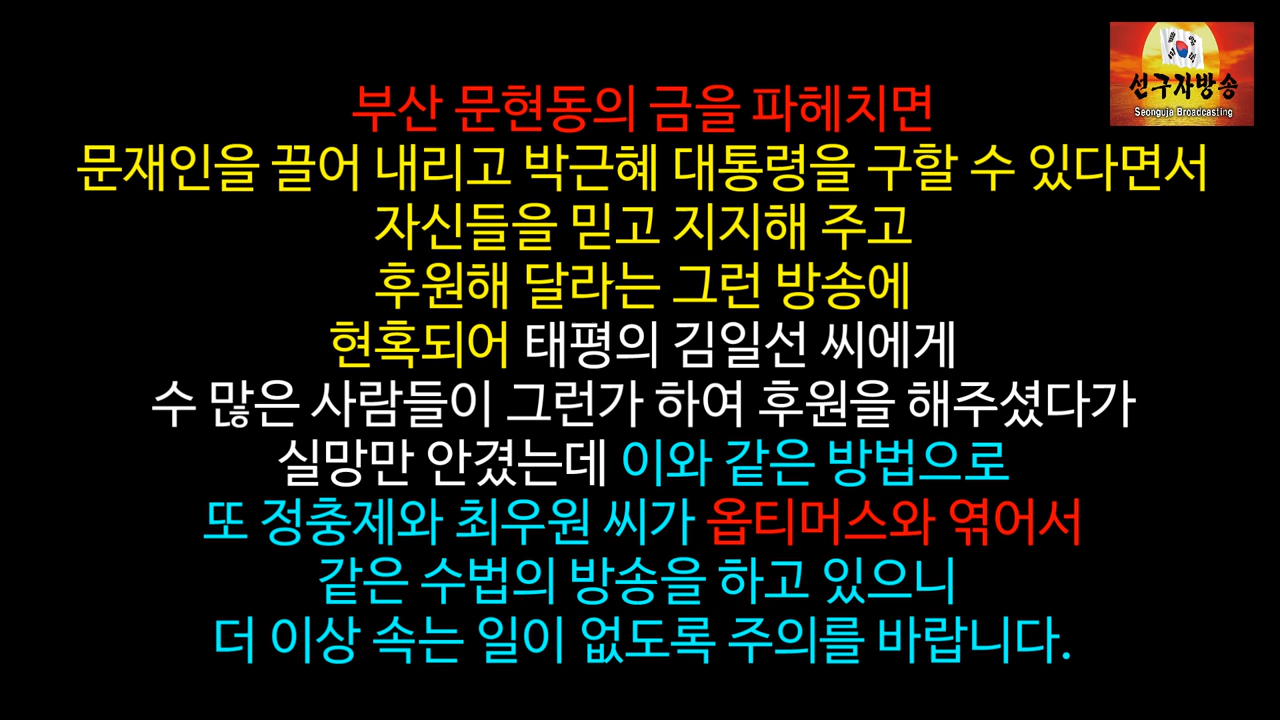 선구자방송
Seonguja Broadcasting
부산 문현동의 금을 파헤치면
문재인을 끌어 내리고 박근혜 대통령을 구할 수 있다면서
자신들을 믿고 지지해 주고
후원해 달라는 그런 방송에
현혹되어 태평의 김일선 씨에게
수 많은 사람들이 그런가 하여 후원을 해주셨다가
실망만 안겼는데 이와 같은 방법으로
또 정충제와 최우원 씨가 옵티머스와 엮어서
같은 수법의 방송을 하고 있으니
더 이상 속는 일이 없도록 주의를 바랍니다.